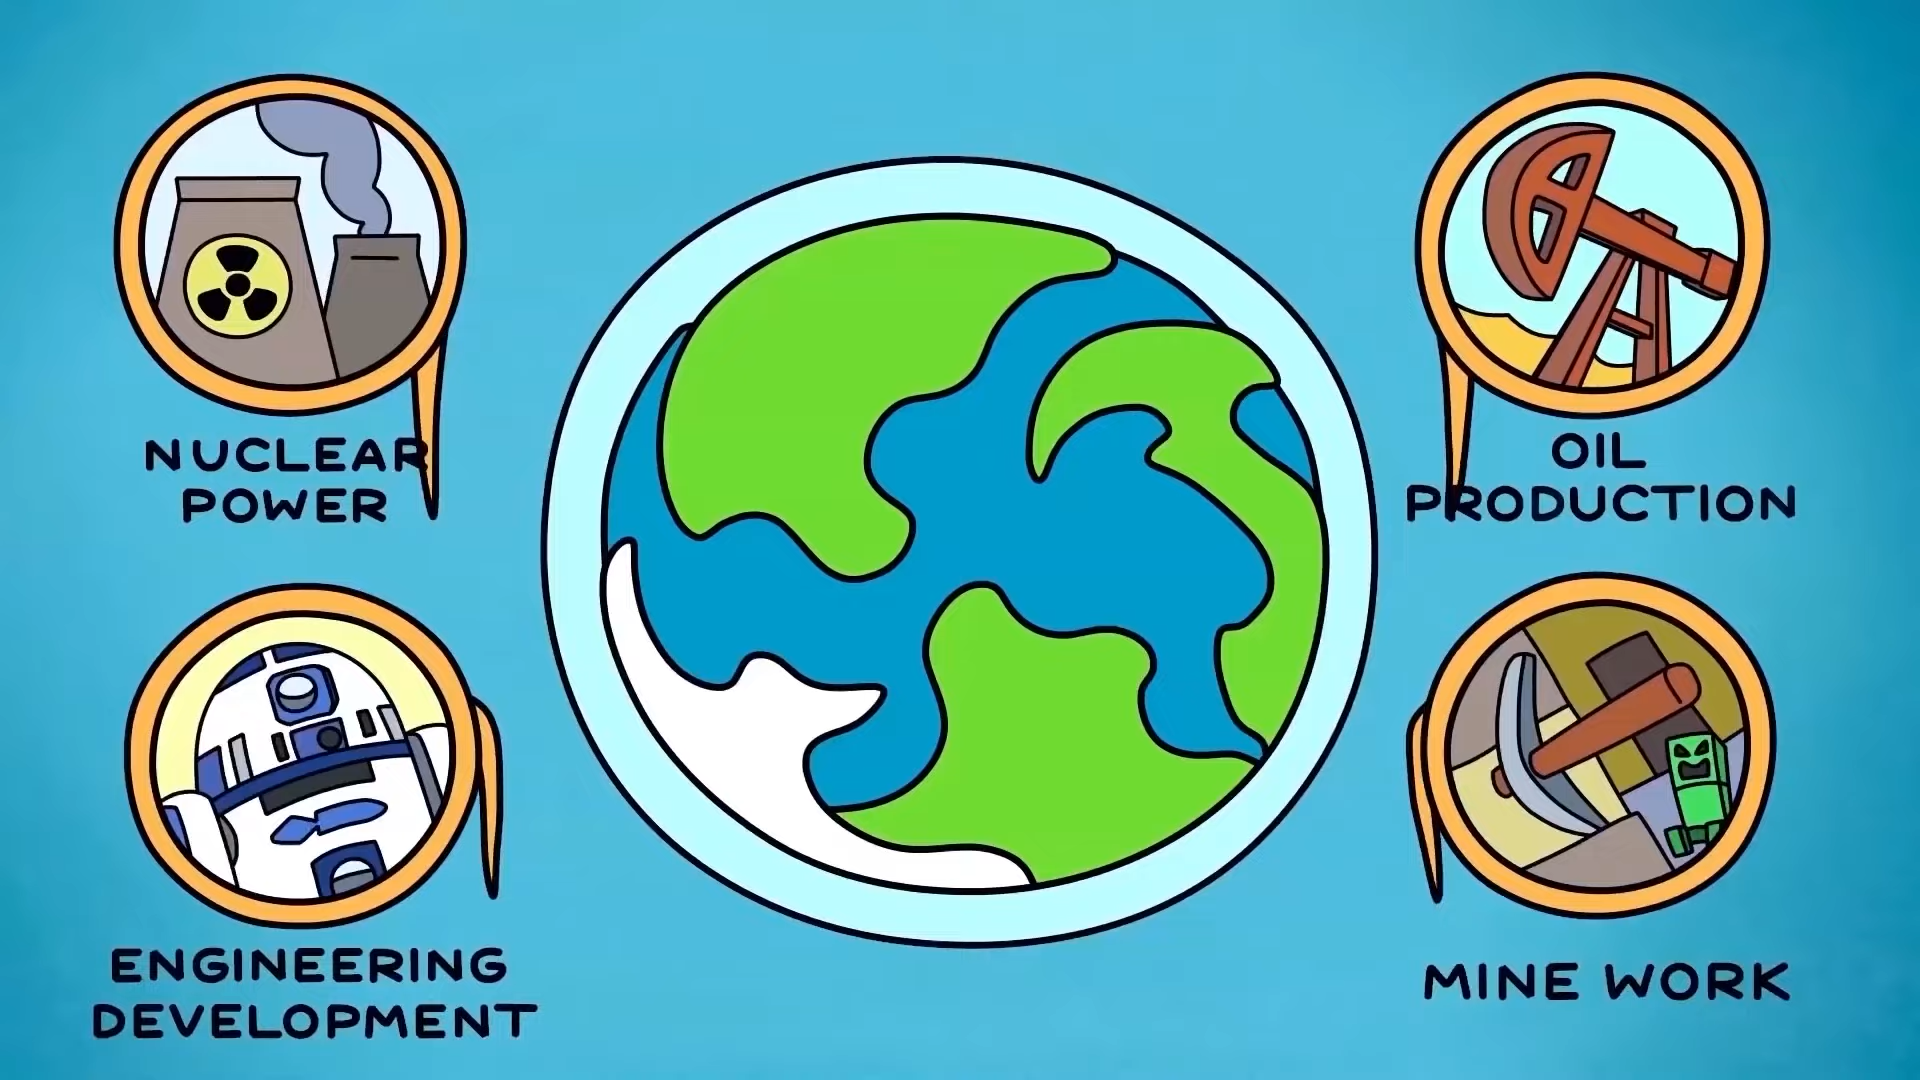 NUCLEAR
POWER
OIL
PRODUCTION
ENGINEERING
DEVELOPMENT
MINE WORK